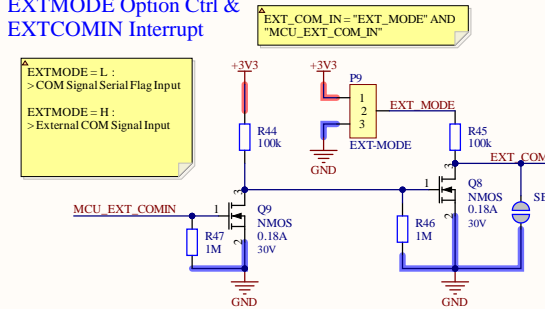 EXTMODE Option Ctrl &
EXTCOMIN Interrupt
EXT_COM_IN = "EXT_MODE" AND
"MCU_EXT_COM_IN"
EXTMODE = L :
>COM Signal Serial Flag Input
EXTMODE = H :
>External COM Signal Input
+3V3
+3V3
P9
1
2
3
EXT-MODE
EXT_MODE
GND
R44
100k
R45
100k
EXT_COM
MCU_EXT_COMIN
1
3
2
Q9
NMOS
0.18A
30V
R47
1M
GND
1
3
2
Q8
NMOS
0.18A
30V
R46
1M
GND